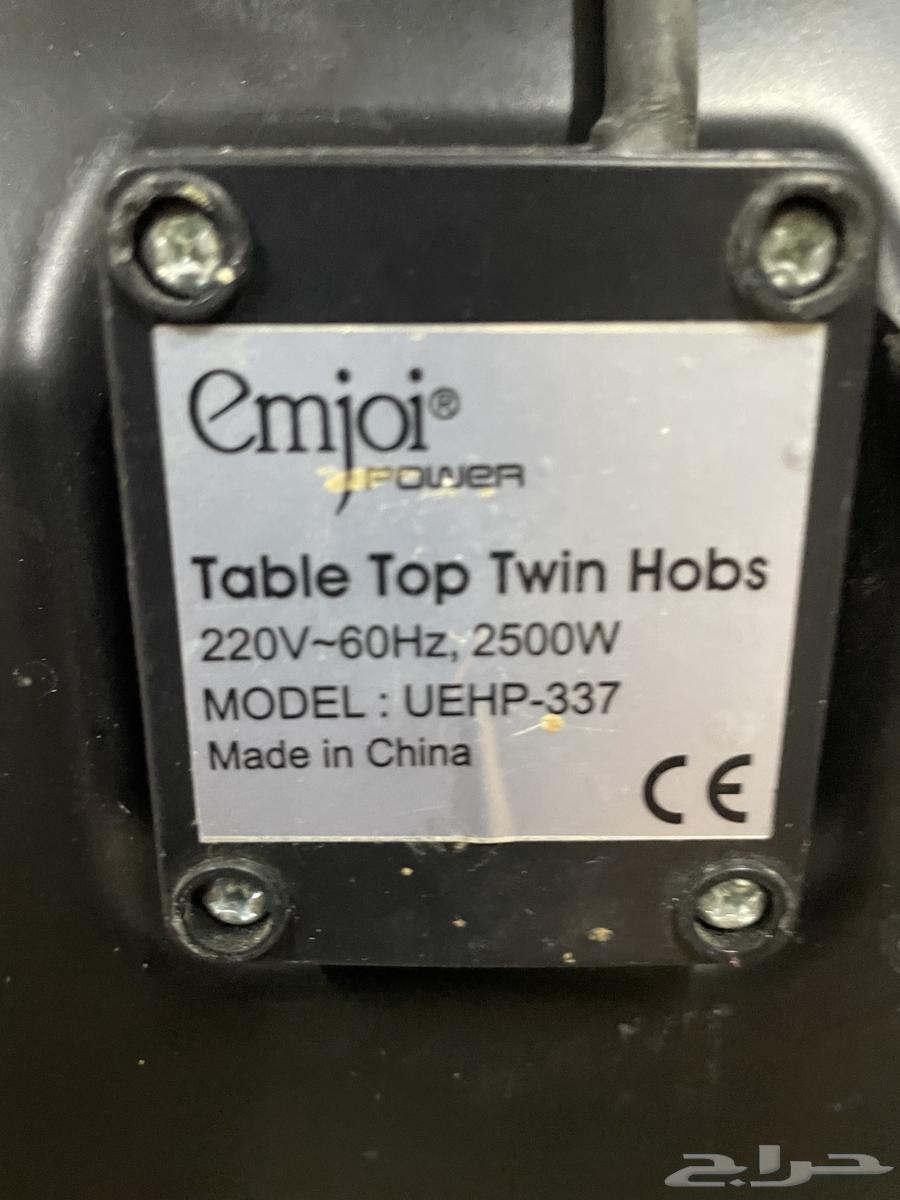 emjoi®
POWER
Table Top Twin Hobs
220V~60Hz, 2500W
MODEL : UEHP-337
Made in China
CE
حراج